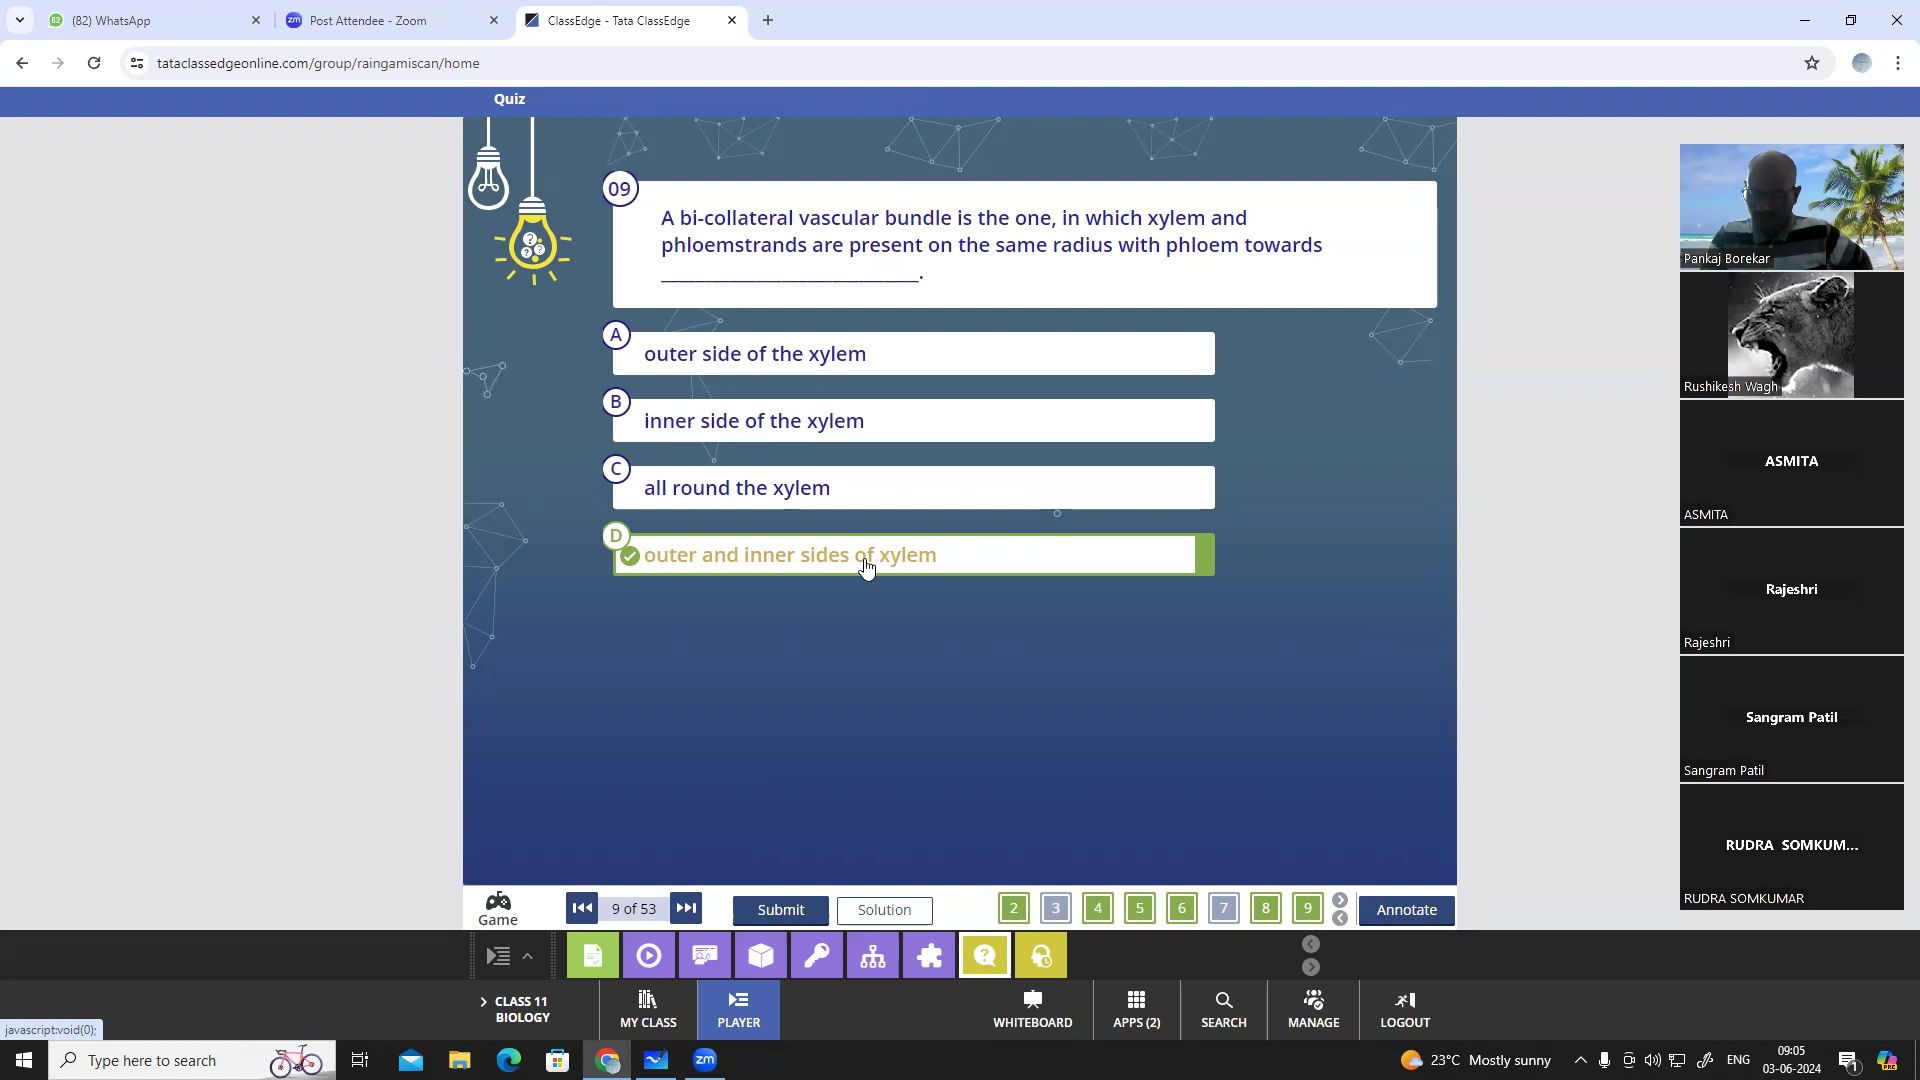 (82) WhatsApp
zm Post Attendee - Zoom
ClassEdge - Tata ClassEdge
tataclassedgeonline.com/group/raingamiscan/home
Quiz
09
A bi-collateral vascular bundle is the one, in which xylem and
phloemstrands are present on the same radius with phloem towards
______________________________.
A
outer side of the xylem
B
inner side of the xylem
C
all round the xylem
D
outer and inner sides of xylem
Pankaj Borekar
Rushikesh Wagh
ASMITA
ASMITA
Rajeshri
Rajeshri
Sangram Patil
Sangram Patil
RUDRA SOMKUM...
RUDRA SOMKUMAR
Game
9 of 53
Submit
Solution
2 3 4 5 6 7 8 9
Annotate
CLASS 11
BIOLOGY
MY CLASS
PLAYER
WHITEBOARD
APPS (2)
SEARCH
MANAGE
LOGOUT
javascript:void(0);
Type here to search
zm
23°C Mostly sunny
ENG
09:05
03-06-2024
1
PRE